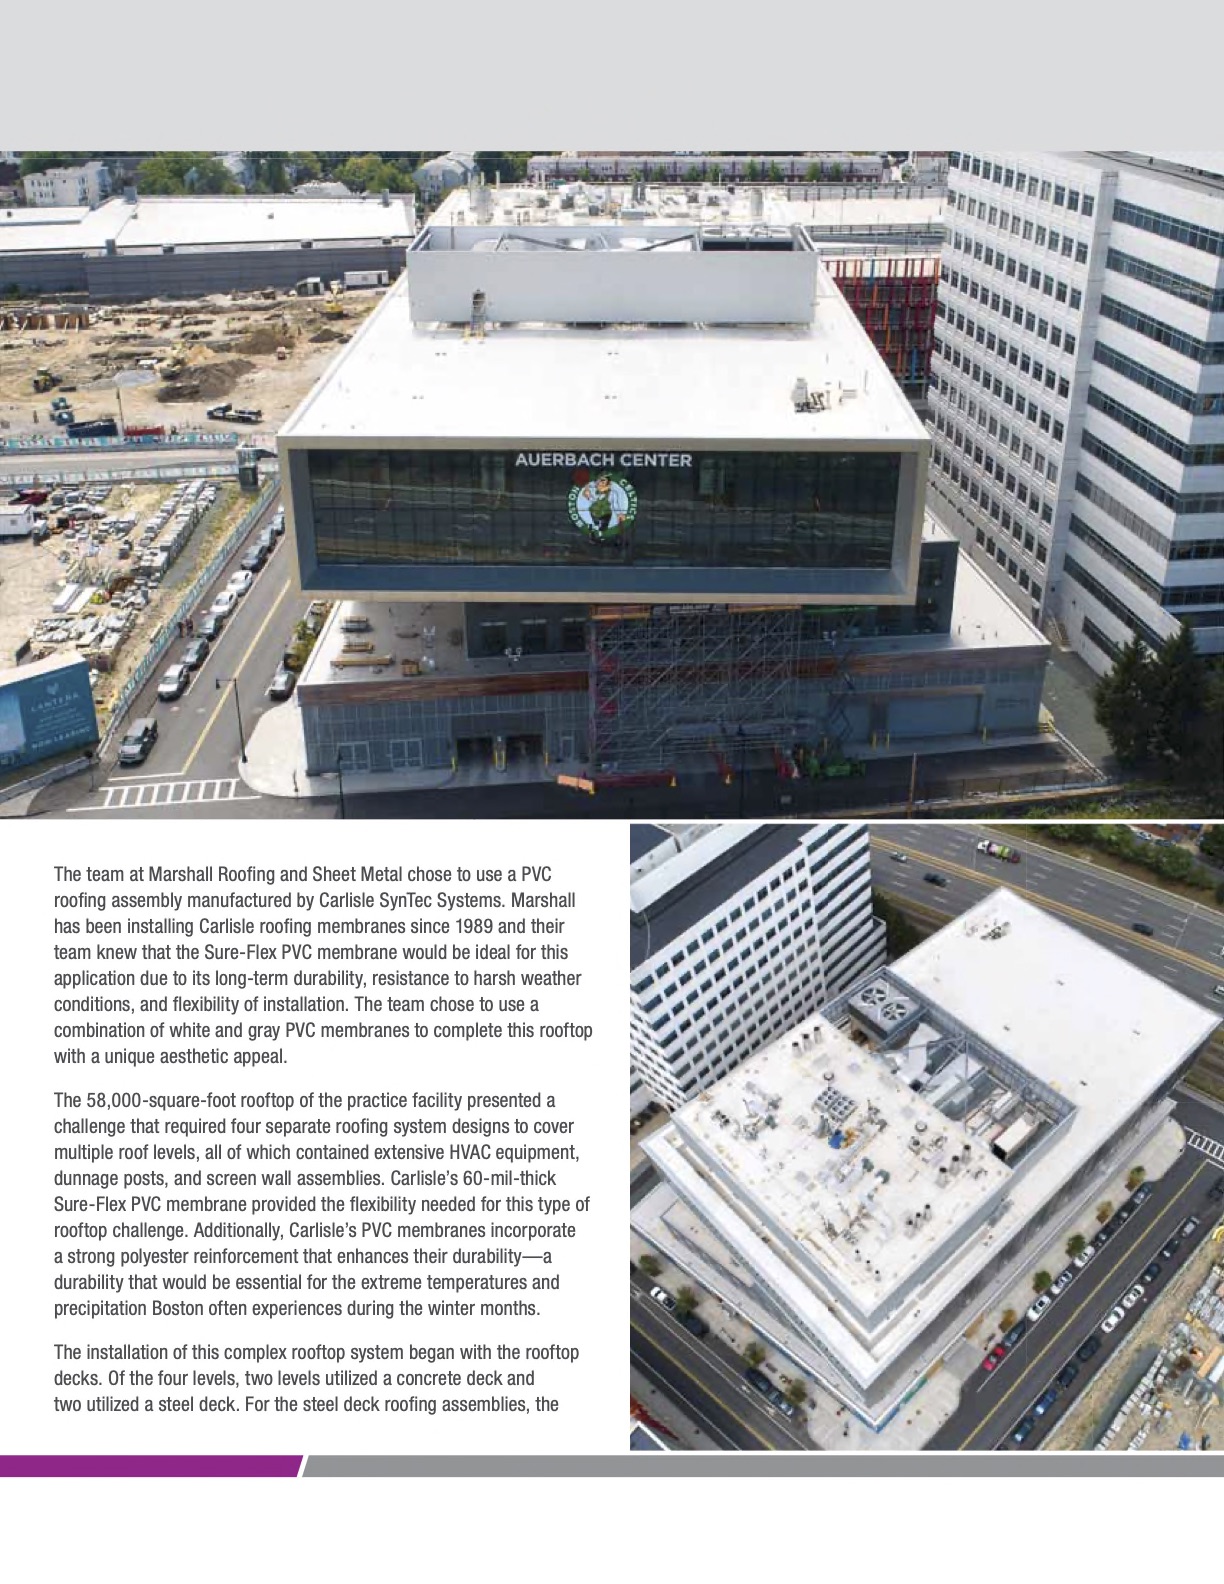 AUERBACH CENTER
BOSTON CELTICS
LANTERA
NOW LEASING
The team at Marshall Roofing and Sheet Metal chose to use a PVC
roofing assembly manufactured by Carlisle SynTec Systems. Marshall
has been installing Carlisle roofing membranes since 1989 and their
team knew that the Sure-Flex PVC membrane would be ideal for this
application due to its long-term durability, resistance to harsh weather
conditions, and flexibility of installation. The team chose to use a
combination of white and gray PVC membranes to complete this rooftop
with a unique aesthetic appeal.
The 58,000-square-foot rooftop of the practice facility presented a
challenge that required four separate roofing system designs to cover
multiple roof levels, all of which contained extensive HVAC equipment,
dunnage posts, and screen wall assemblies. Carlisle’s 60-mil-thick
Sure-Flex PVC membrane provided the flexibility needed for this type of
rooftop challenge. Additionally, Carlisle’s PVC membranes incorporate
a strong polyester reinforcement that enhances their durability—a
durability that would be essential for the extreme temperatures and
precipitation Boston often experiences during the winter months.
The installation of this complex rooftop system began with the rooftop
decks. Of the four levels, two levels utilized a concrete deck and
two utilized a steel deck. For the steel deck roofing assemblies, the